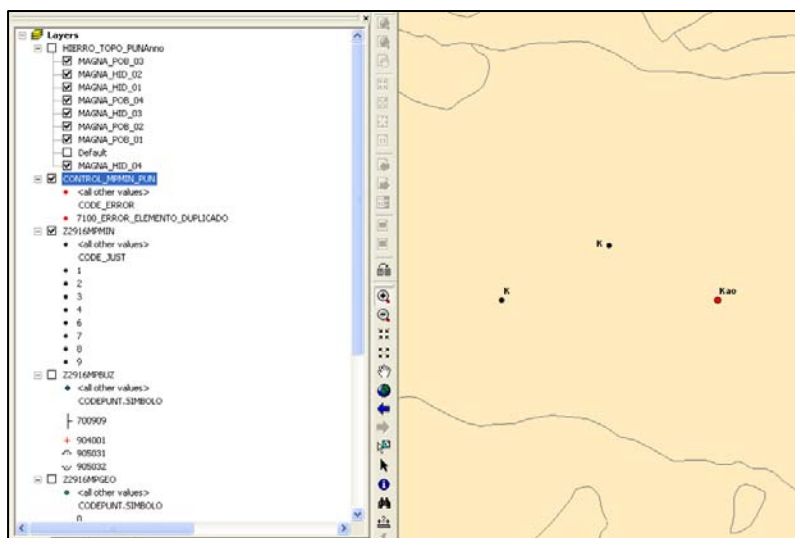 Layers
HIERRO_TOPO_PUNAnno
MAGNA_POB_03
MAGNA_HID_02
MAGNA_HID_01
MAGNA_POB_04
MAGNA_HID_03
MAGNA_POB_02
MAGNA_POB_01
Default
MAGNA_HID_04
CONTROL_MPMIN_PUN
<all other values>
CODE_ERROR
7100_ERROR_ELEMENTO_DUPLICADO
Z2916MPMIN
<all other values>
CODE_JUST
1
2
3
4
6
7
8
9
Z2916MPBUZ
<all other values>
CODEPUNT.SIMBOLO
700909
904001
905031
905032
Z2916MPGEO
<all other values>
CODEPUNT.SIMBOLO
0
K
K
Kao